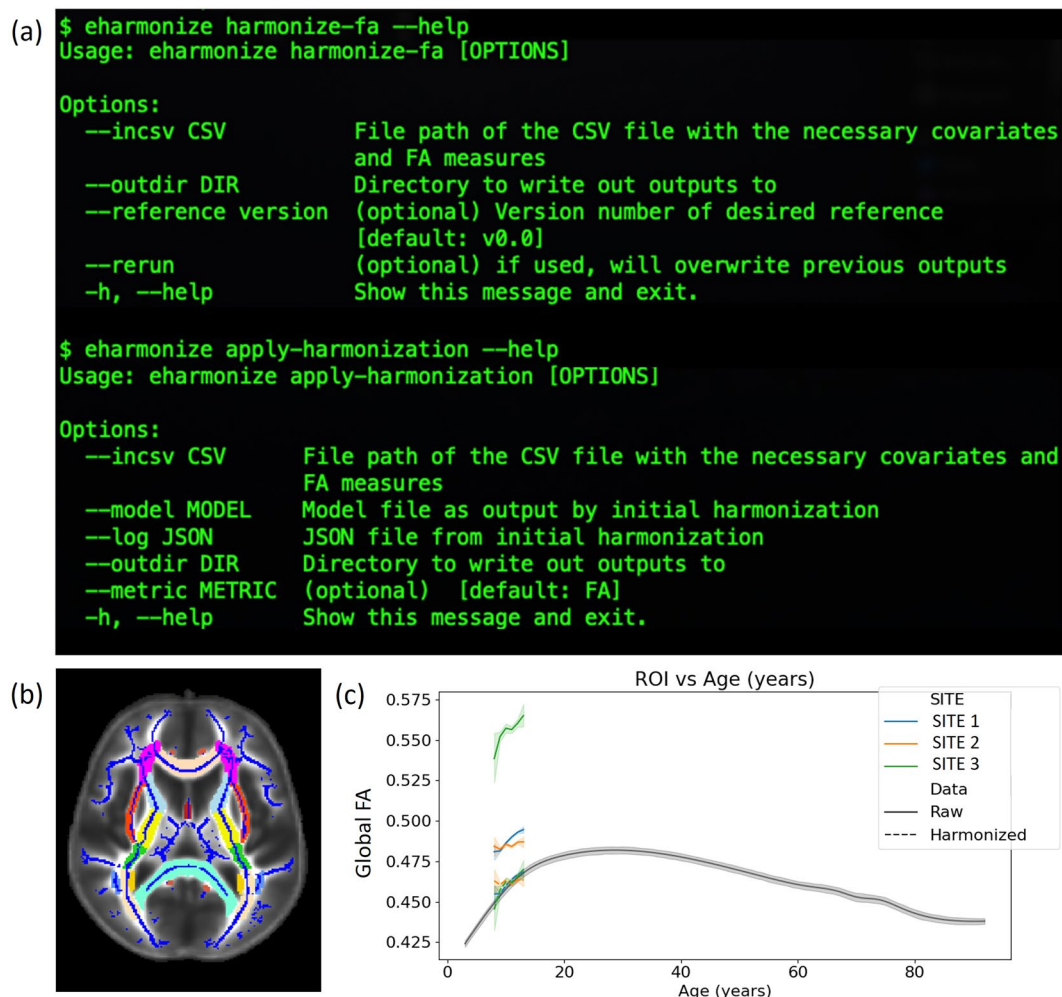 (a)
$ eharmonize harmonize-fa --help
Usage: eharmonize harmonize-fa [OPTIONS]
Options:
--incsv CSV File path of the CSV file with the necessary covariates
and FA measures
--outdir DIR Directory to write out outputs to
--reference version (optional) Version number of desired reference
[default: v0.0]
--rerun (optional) if used, will overwrite previous outputs
-h, --help Show this message and exit.
$ eharmonize apply-harmonization --help
Usage: eharmonize apply-harmonization [OPTIONS]
Options:
--incsv CSV File path of the CSV file with the necessary covariates and
FA measures
--model MODEL Model file as output by initial harmonization
--log JSON JSON file from initial harmonization
--outdir DIR Directory to write out outputs to
--metric METRIC (optional) [default: FA]
-h, --help Show this message and exit.
(b)
(c)
ROI vs Age (years)
SITE
SITE 1
SITE 2
SITE 3
Data
Raw
Harmonized
Global FA
0.575
0.550
0.525
0.500
0.475
0.450
0.425
0 20 40 60 80
Age (years)